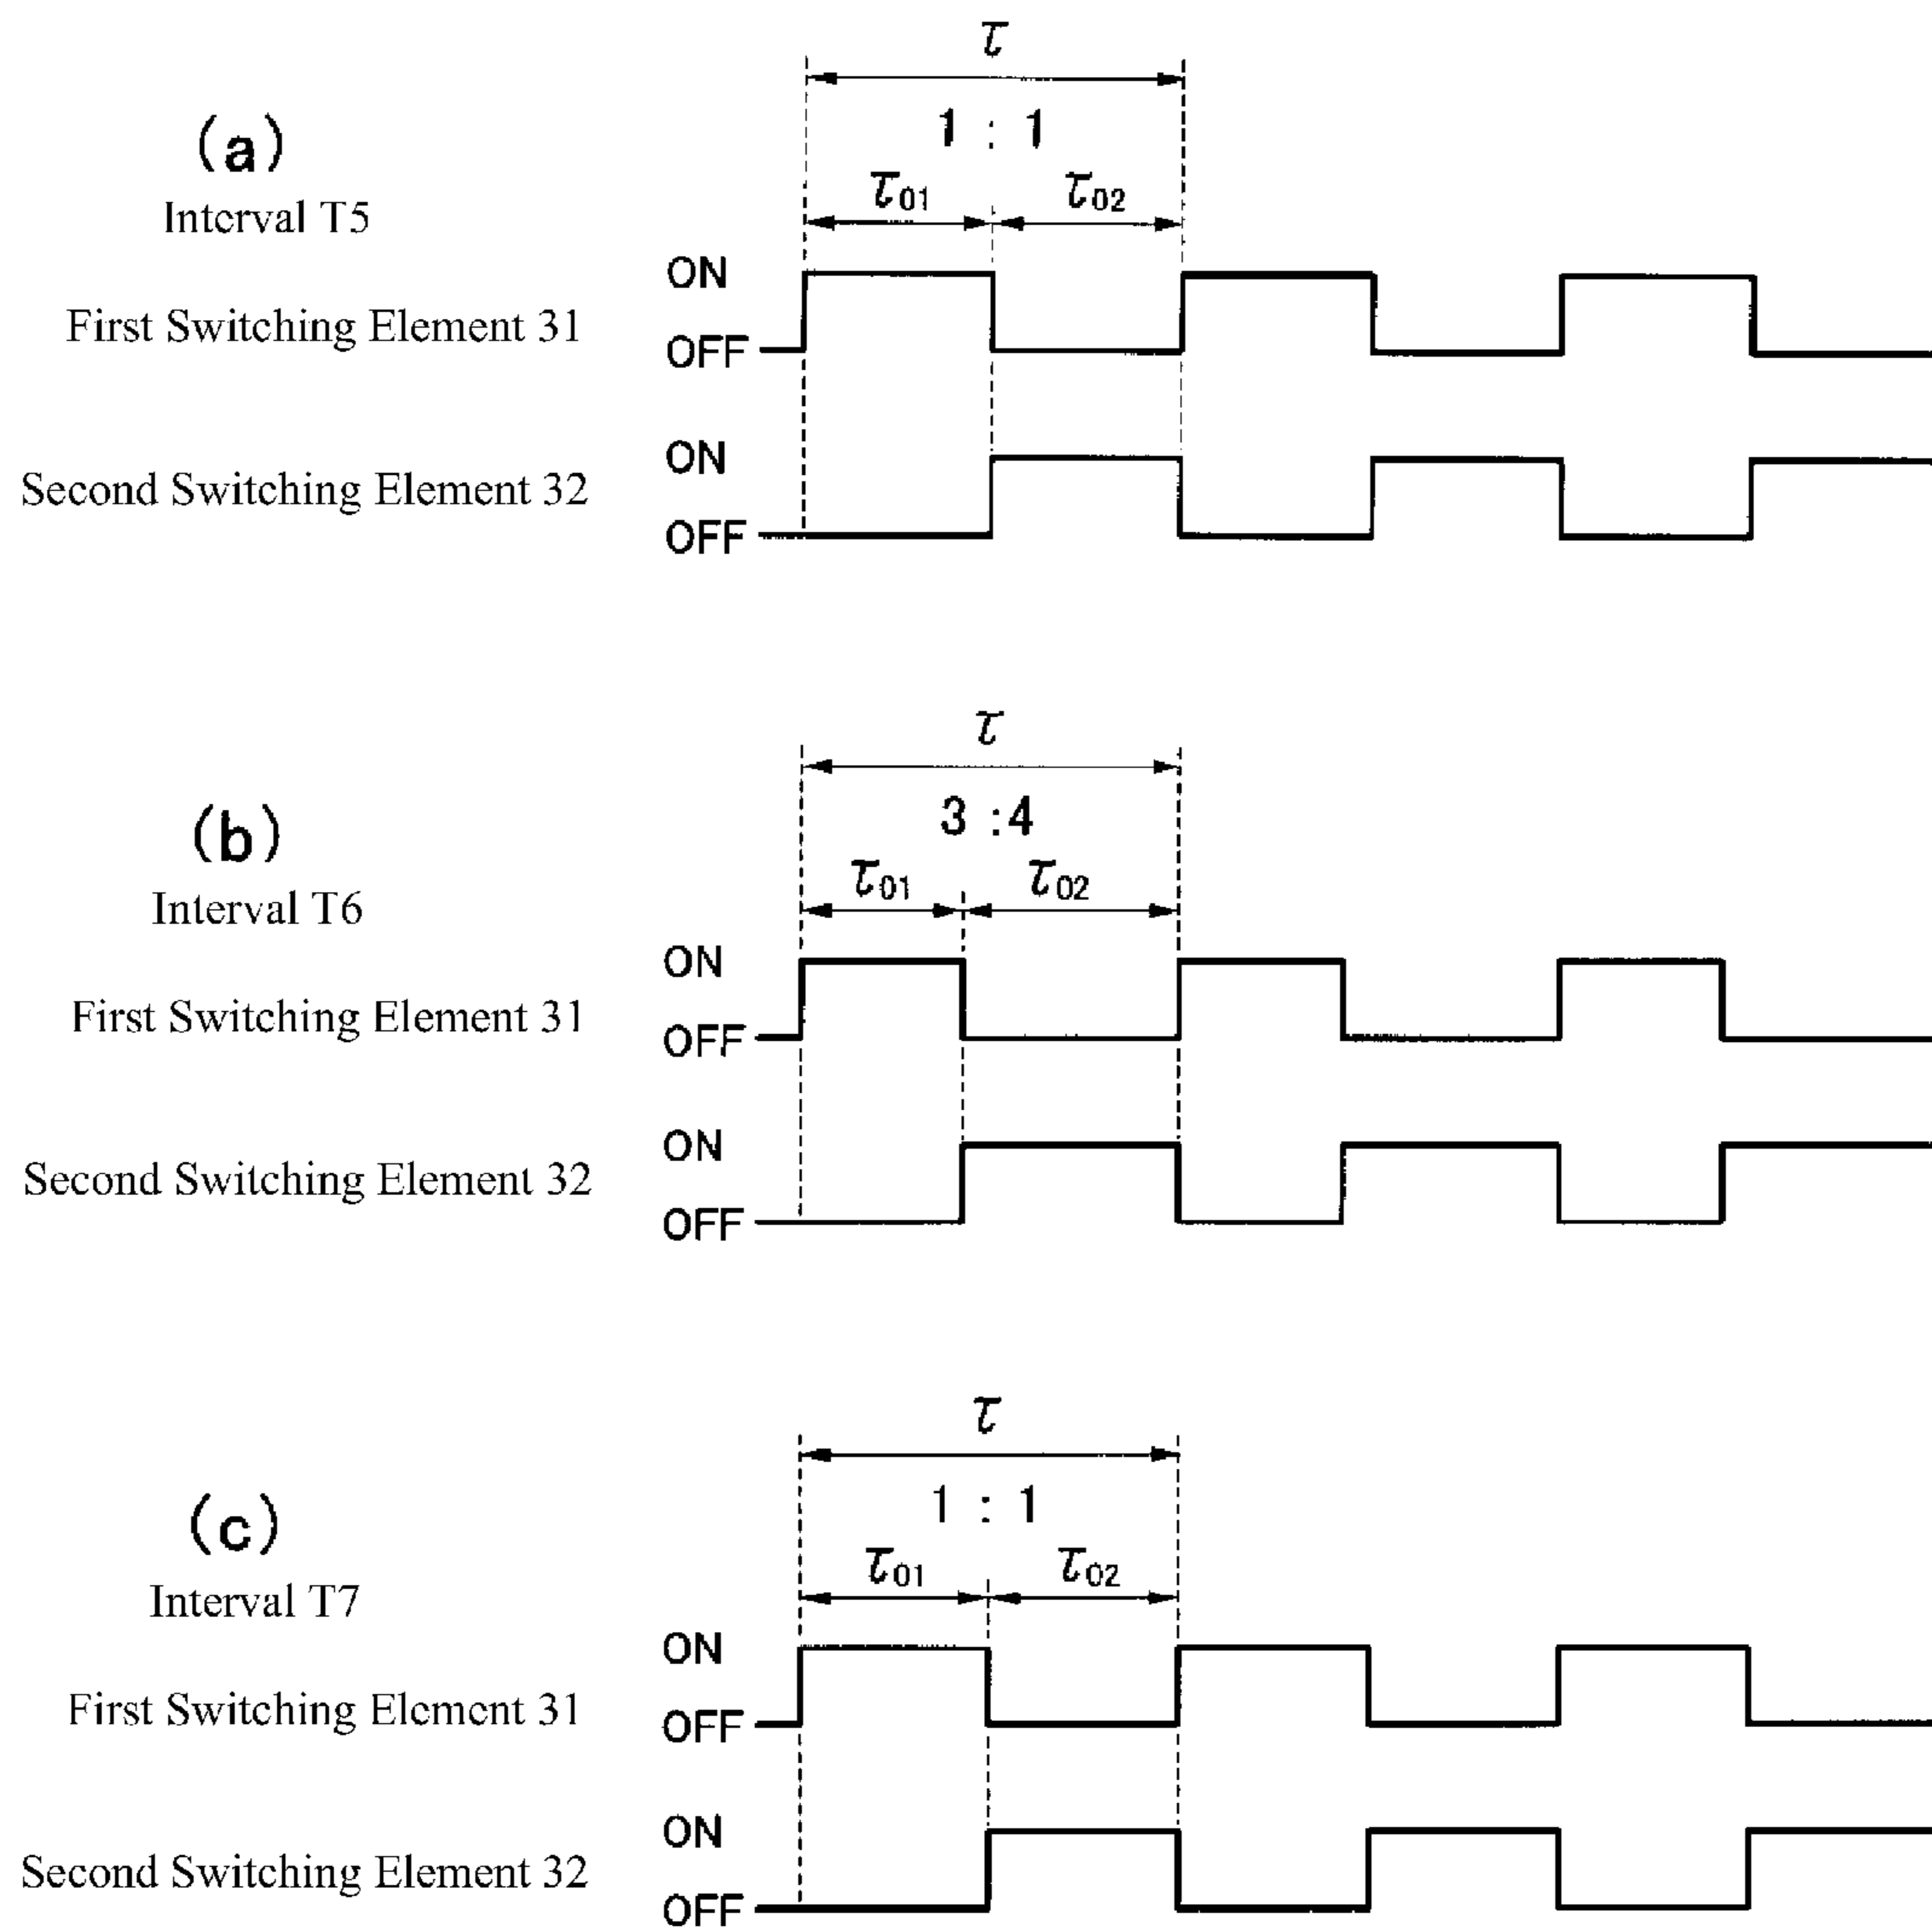 τ
1 : 1
(a)
τ01 τ02
Interval T5
ON
First Switching Element 31
OFF
ON
Second Switching Element 32
OFF
τ
3 :4
(b)
τ01 τ02
Interval T6
ON
First Switching Element 31
OFF
ON
Second Switching Element 32
OFF
τ
1 : 1
(c)
τ01 τ02
Interval T7
ON
First Switching Element 31
OFF
ON
Second Switching Element 32
OFF